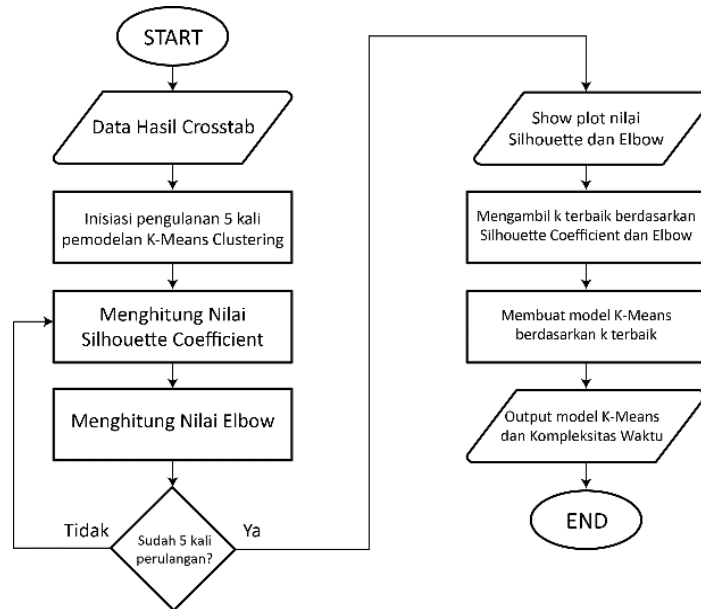 START
Data Hasil Crosstab
Inisiasi pengulanan 5 kali
pemodelan K-Means Clustering
Menghitung Nilai
Silhouette Coefficient
Menghitung Nilai Elbow
Tidak
Sudah 5 kali
perulangan?
Ya
Show plot nilai
Silhouette dan Elbow
Mengambil k terbaik berdasarkan
Silhouette Coefficient dan Elbow
Membuat model K-Means
berdasarkan k terbaik
Output model K-Means
dan Kompleksitas Waktu
END